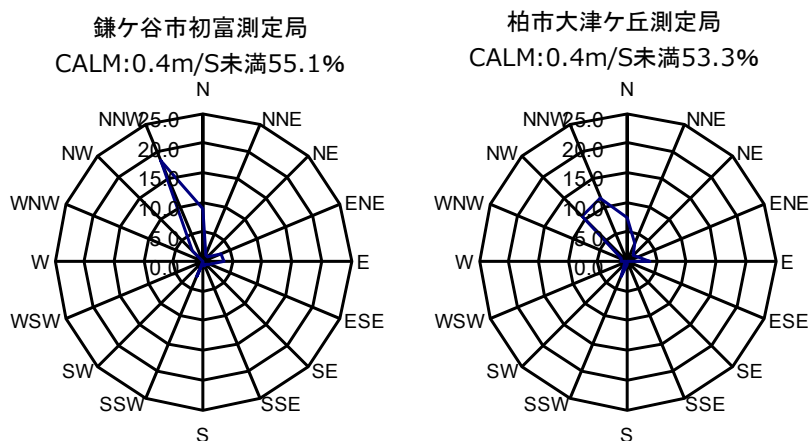 鎌ケ谷市初富測定局
CALM:0.4m/S未満55.1%
N
NNE
NE
ENE
E
ESE
SE
SSE
S
SSW
SW
WSW
W
WNW
NW
NNW
25.0
20.0
15.0
10.0
5.0
0.0
柏市大津ケ丘測定局
CALM:0.4m/S未満53.3%
N
NNE
NE
ENE
E
ESE
SE
SSE
S
SSW
SW
WSW
W
WNW
NW
NNW
25.0
20.0
15.0
10.0
5.0
0.0